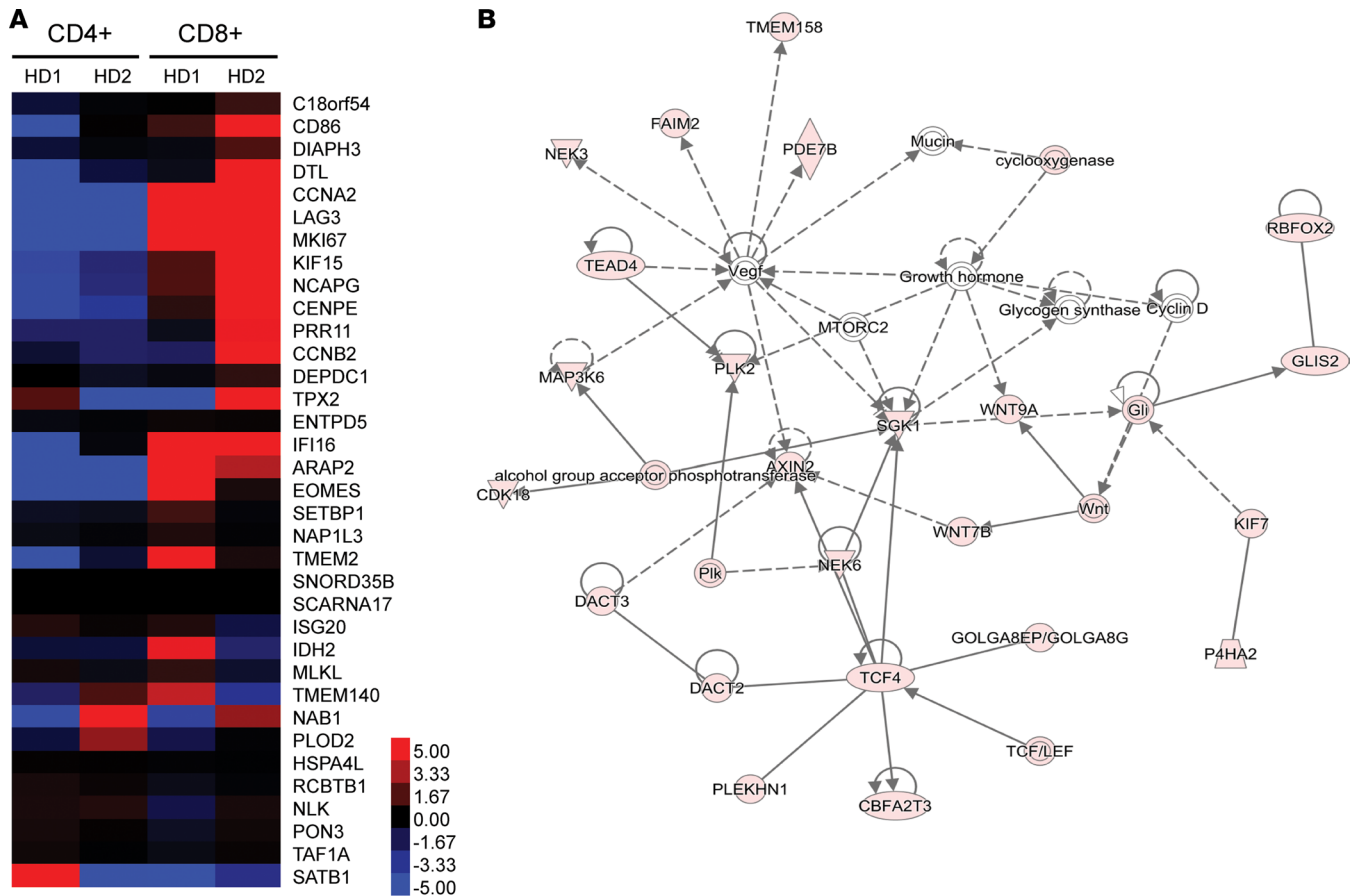 A
CD4+ CD8+
HD1 HD2 HD1 HD2
C18orf54
CD86
DIAPH3
DTL
CCNA2
LAG3
MKI67
KIF15
NCAPG
CENPE
PRR11
CCNB2
DEPDC1
TPX2
ENTPD5
IFI16
ARAP2
EOMES
SETBP1
NAP1L3
TMEM2
SNORD35B
SCARNA17
ISG20
IDH2
MLKL
TMEM140
NAB1
PLOD2
HSPA4L
RCBTB1
NLK
PON3
TAF1A
SATB1
5.00
3.33
1.67
0.00
-1.67
-3.33
-5.00
B
TMEM158
FAIM2
NEK3
PDE7B
Mucin
cyclooxygenase
RBFOX2
TEAD4
Vegf
Growth hormone
Glycogen synthase
Cyclin D
MTORC2
GLIS2
MAP3K6
PLK2
SGK1
WNT9A
Gli
AXIN2
alcohol group acceptor phosphotransferase
CDK18
Wnt
WNT7B
KIF7
Plk
NEK6
DACT3
GOLGA8EP/GOLGA8G
P4HA2
DACT2
TCF4
TCF/LEF
PLEKHN1
CBFA2T3